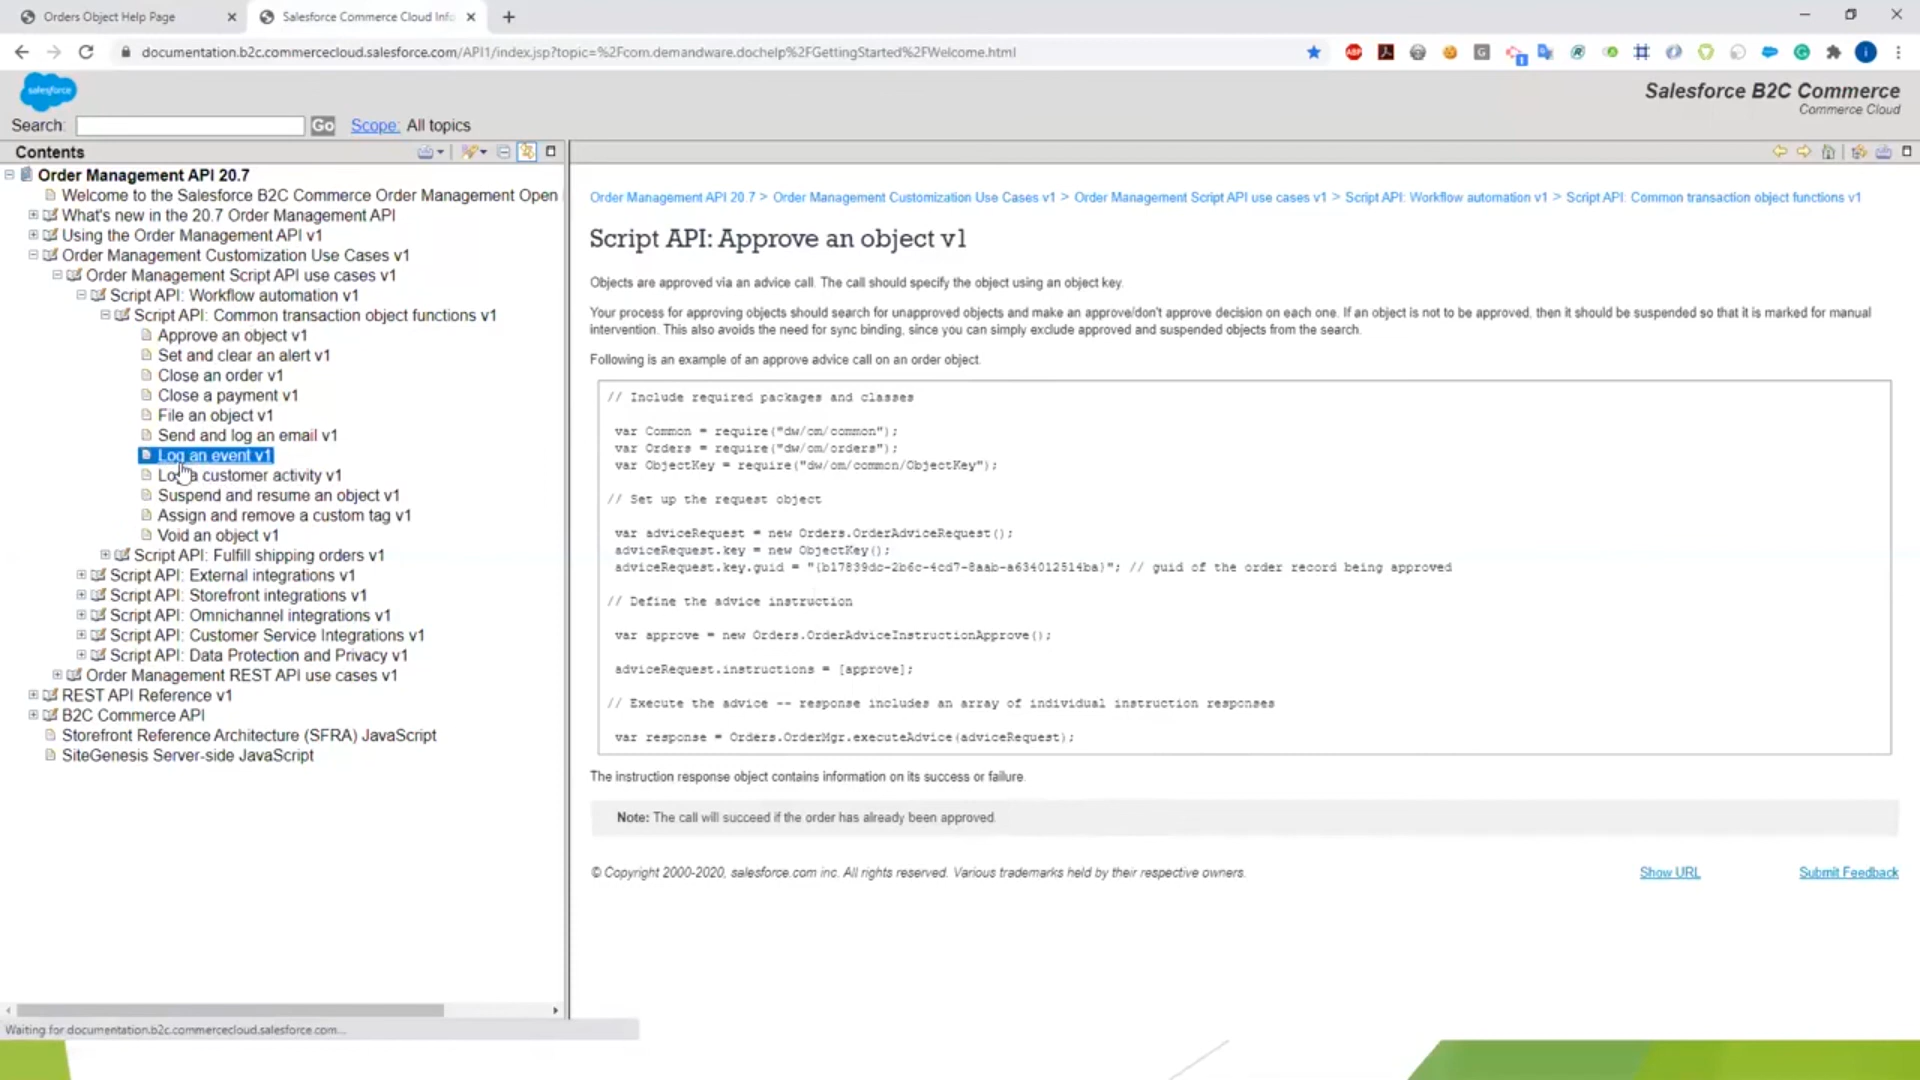 Orders Object Help Page
Salesforce Commerce Cloud Info
documentation.b2c.commercecloud.salesforce.com/API1/index.jsp?topic=%2Fcom.demandware.dochelp%2FGettingStarted%2FWelcome.html
salesforce
Salesforce B2C Commerce
Commerce Cloud
Search:
Go
Scope: All topics
Contents
Order Management API 20.7
Welcome to the Salesforce B2C Commerce Order Management Open
What's new in the 20.7 Order Management API
Using the Order Management API v1
Order Management Customization Use Cases v1
Order Management Script API use cases v1
Script API: Workflow automation v1
Script API: Common transaction object functions v1
Approve an object v1
Set and clear an alert v1
Close an order v1
Close a payment v1
File an object v1
Send and log an email v1
Log an event v1
Log a customer activity v1
Suspend and resume an object v1
Assign and remove a custom tag v1
Void an object v1
Script API: Fulfill shipping orders v1
Script API: External integrations v1
Script API: Storefront integrations v1
Script API: Omnichannel integrations v1
Script API: Customer Service Integrations v1
Script API: Data Protection and Privacy v1
Order Management REST API use cases v1
REST API Reference v1
B2C Commerce API
Storefront Reference Architecture (SFRA) JavaScript
SiteGenesis Server-side JavaScript
Waiting for documentation.b2c.commercecloud.salesforce.com...
Order Management API 20.7 > Order Management Customization Use Cases v1 > Order Management Script API use cases v1 > Script API: Workflow automation v1 > Script API: Common transaction object functions v1
Script API: Approve an object v1
Objects are approved via an advice call. The call should specify the object using an object key.
Your process for approving objects should search for unapproved objects and make an approve/don't approve decision on each one. If an object is not to be approved, then it should be suspended so that it is marked for manual
intervention. This also avoids the need for sync binding, since you can simply exclude approved and suspended objects from the search.
Following is an example of an approve advice call on an order object.
// Include required packages and classes
var Common = require("dw/om/common");
var Orders = require("dw/om/orders");
var ObjectKey = require("dw/om/common/ObjectKey");
// Set up the request object
var adviceRequest = new Orders.OrderAdviceRequest();
adviceRequest.key = new ObjectKey();
adviceRequest.key.guid = "{b17839dc-2b6c-4cd7-8aab-a634012514ba}"; // guid of the order record being approved
// Define the advice instruction
var approve = new Orders.OrderAdviceInstructionApprove();
adviceRequest.instructions = [approve];
// Execute the advice -- response includes an array of individual instruction responses
var response = Orders.OrderMgr.executeAdvice(adviceRequest);
The instruction response object contains information on its success or failure.
Note: The call will succeed if the order has already been approved.
© Copyright 2000-2020, salesforce.com inc. All rights reserved. Various trademarks held by their respective owners.
Show URL
Submit Feedback